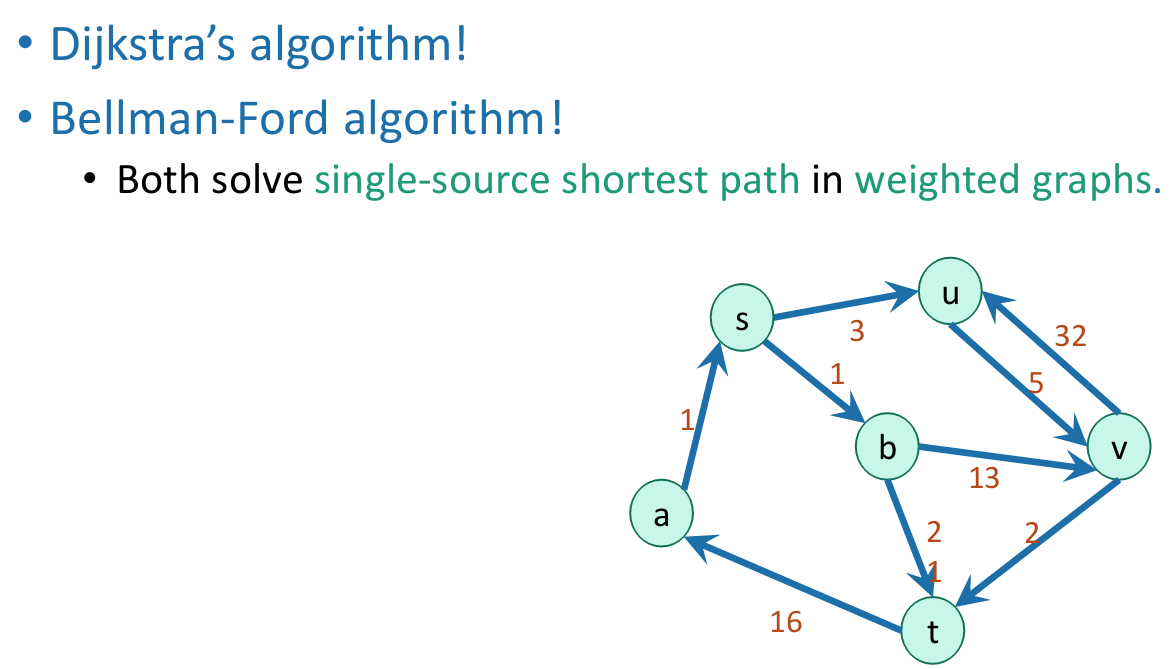 • Dijkstra’s algorithm!
• Bellman-Ford algorithm!
• Both solve single-source shortest path in weighted graphs.
u
s
3
32
1
5
1
b
v
13
a
2
1
2
16
t